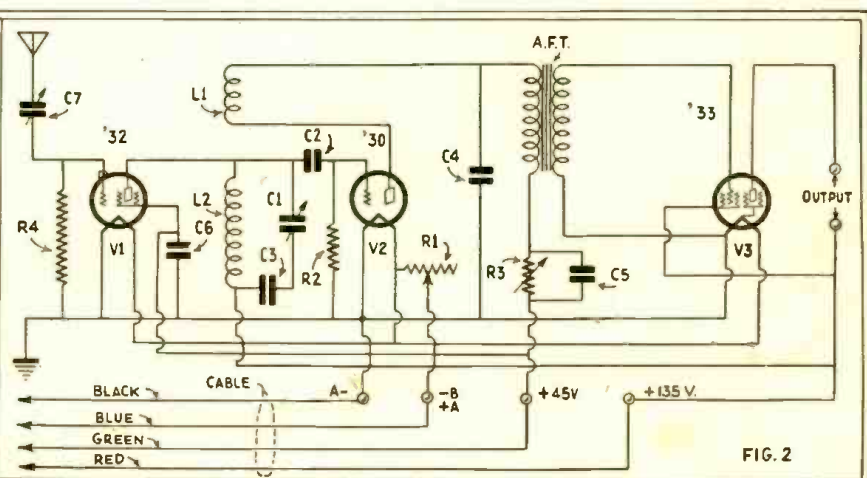 A.F.T.
C7
L1
'32
C2
'30
'33
C4
R4
L2
C1
OUTPUT
V1
C6
C3
R2
V2
R1
R3
C5
V3
BLACK
CABLE
A-
-B
+A
+45V
+135 V.
BLUE
GREEN
RED
FIG. 2